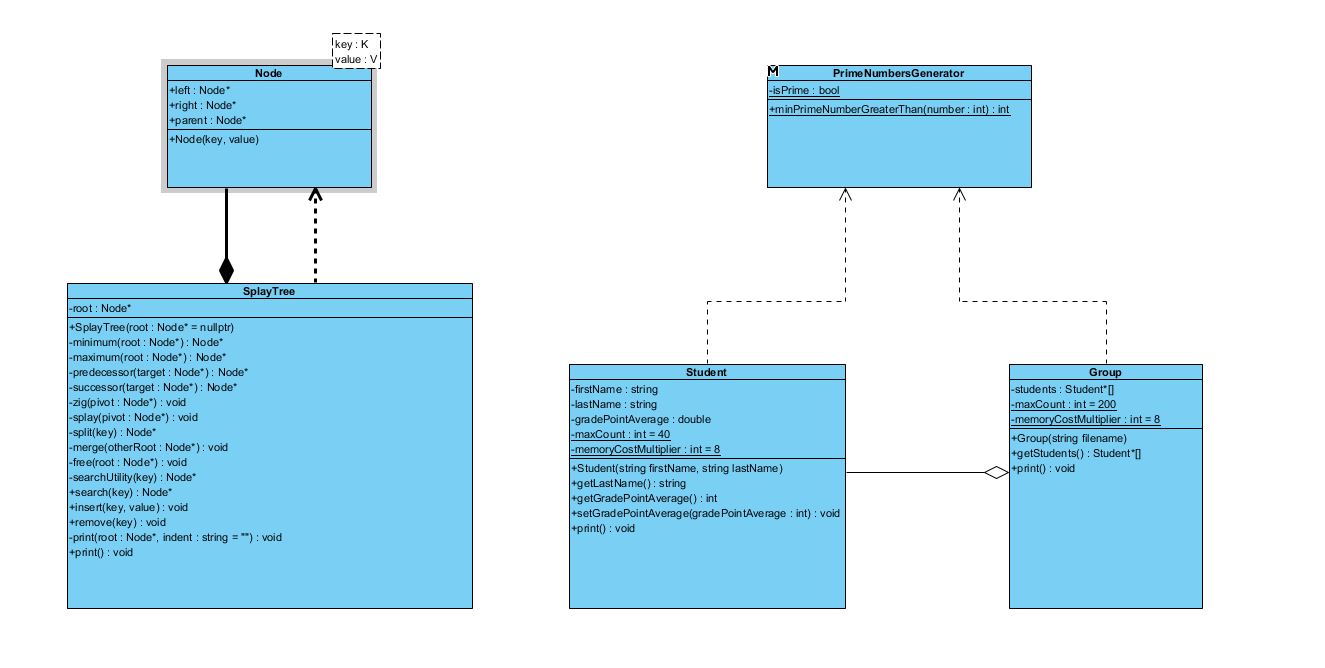 key : K
value : V
Node
+left : Node*
+right : Node*
+parent : Node*
+Node(key, value)
SplayTree
-root : Node*
+SplayTree(root : Node* = nullptr)
-minimum(root : Node*) : Node*
-maximum(root : Node*) : Node*
-predecessor(target : Node*) : Node*
-successor(target : Node*) : Node*
-zig(pivot : Node*) : void
-splay(pivot : Node*) : void
-split(key) : Node*
-merge(otherRoot : Node*) : void
-free(root : Node*) : void
-searchUtility(key) : Node*
+search(key) : Node*
+insert(key, value) : void
+remove(key) : void
-print(root : Node*, indent : string = "") : void
+print() : void
M
PrimeNumbersGenerator
-isPrime : bool
+minPrimeNumberGreaterThan(number : int) : int
Student
-firstName : string
-lastName : string
-gradePointAverage : double
-maxCount : int = 40
-memoryCostMultiplier : int = 8
+Student(string firstName, string lastName)
+getLastName() : string
+getGradePointAverage() : int
+setGradePointAverage(gradePointAverage : int) : void
+print() : void
Group
-students : Student*[]
-maxCount : int = 200
-memoryCostMultiplier : int = 8
+Group(string filename)
+getStudents() : Student*[]
+print() : void